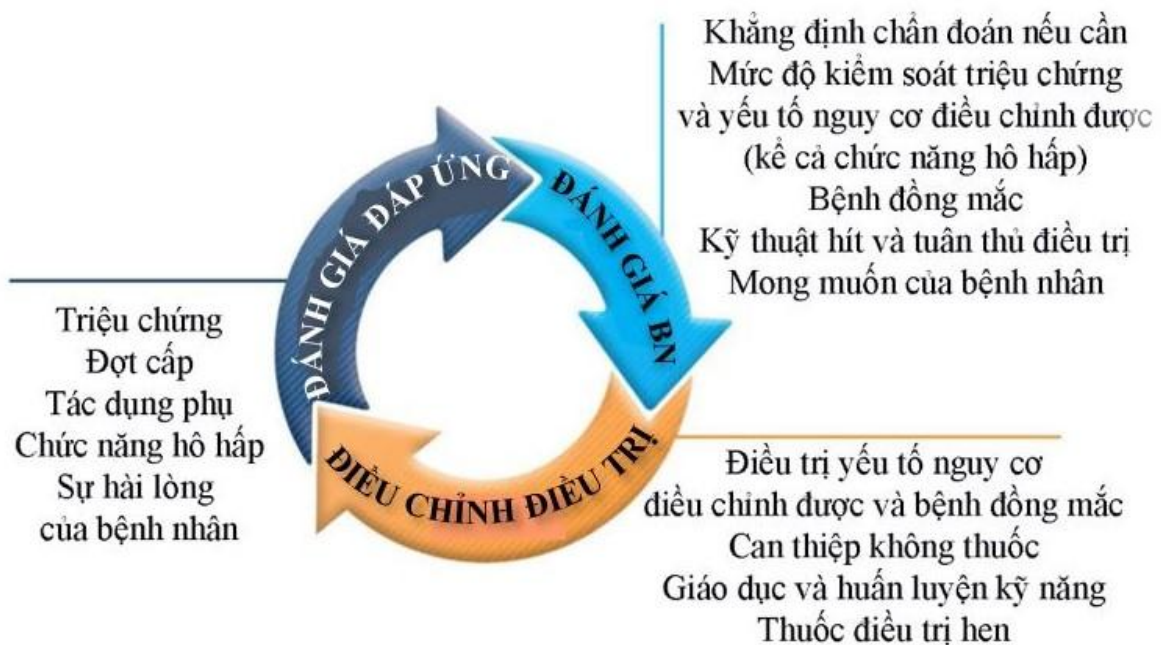 Khẳng định chẩn đoán nếu cần
Mức độ kiểm soát triệu chứng
và yếu tố nguy cơ điều chỉnh được
(kể cả chức năng hô hấp)
Bệnh đồng mắc
Kỹ thuật hít và tuân thủ điều trị
Mong muốn của bệnh nhân
ĐÁNH GIÁ ĐÁP ỨNG
ĐÁNH GIÁ BN
ĐIỀU CHỈNH ĐIỀU TRỊ
Triệu chứng
Đợt cấp
Tác dụng phụ
Chức năng hô hấp
Sự hài lòng
của bệnh nhân
Điều trị yếu tố nguy cơ
điều chỉnh được và bệnh đồng mắc
Can thiệp không thuốc
Giáo dục và huấn luyện kỹ năng
Thuốc điều trị hen